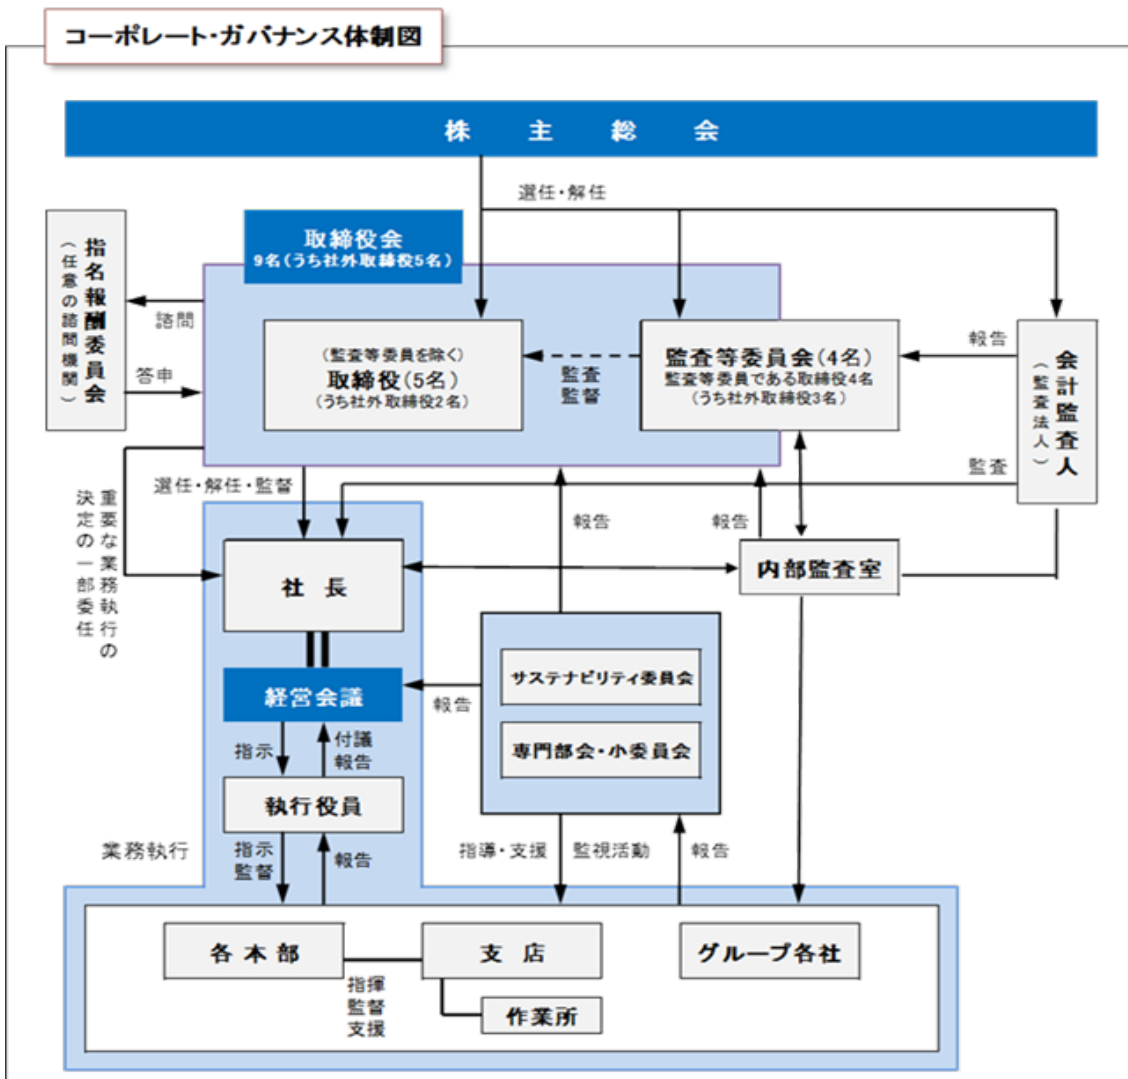 コーポレート・ガバナンス体制図
株主総会
選任・解任
取締役会
9名(うち社外取締役5名)
指名報酬委員会
(任意の諮問機関)
諮問
答申
(監査等委員を除く)
取締役(5名)
(うち社外取締役2名)
監査
監督
監査等委員会(4名)
監査等委員である取締役4名
(うち社外取締役3名)
報告
会計監査人
(監査法人)
監査
選任・解任・監督
重要な業務執行の
決定の一部委任
報告
報告
社長
内部監査室
経営会議
報告
サステナビリティ委員会
専門部会・小委員会
指示
付議
報告
執行役員
業務執行
指示
監督
報告
指導・支援
監視活動
報告
各本部
支店
グループ各社
指揮
監督
支援
作業所